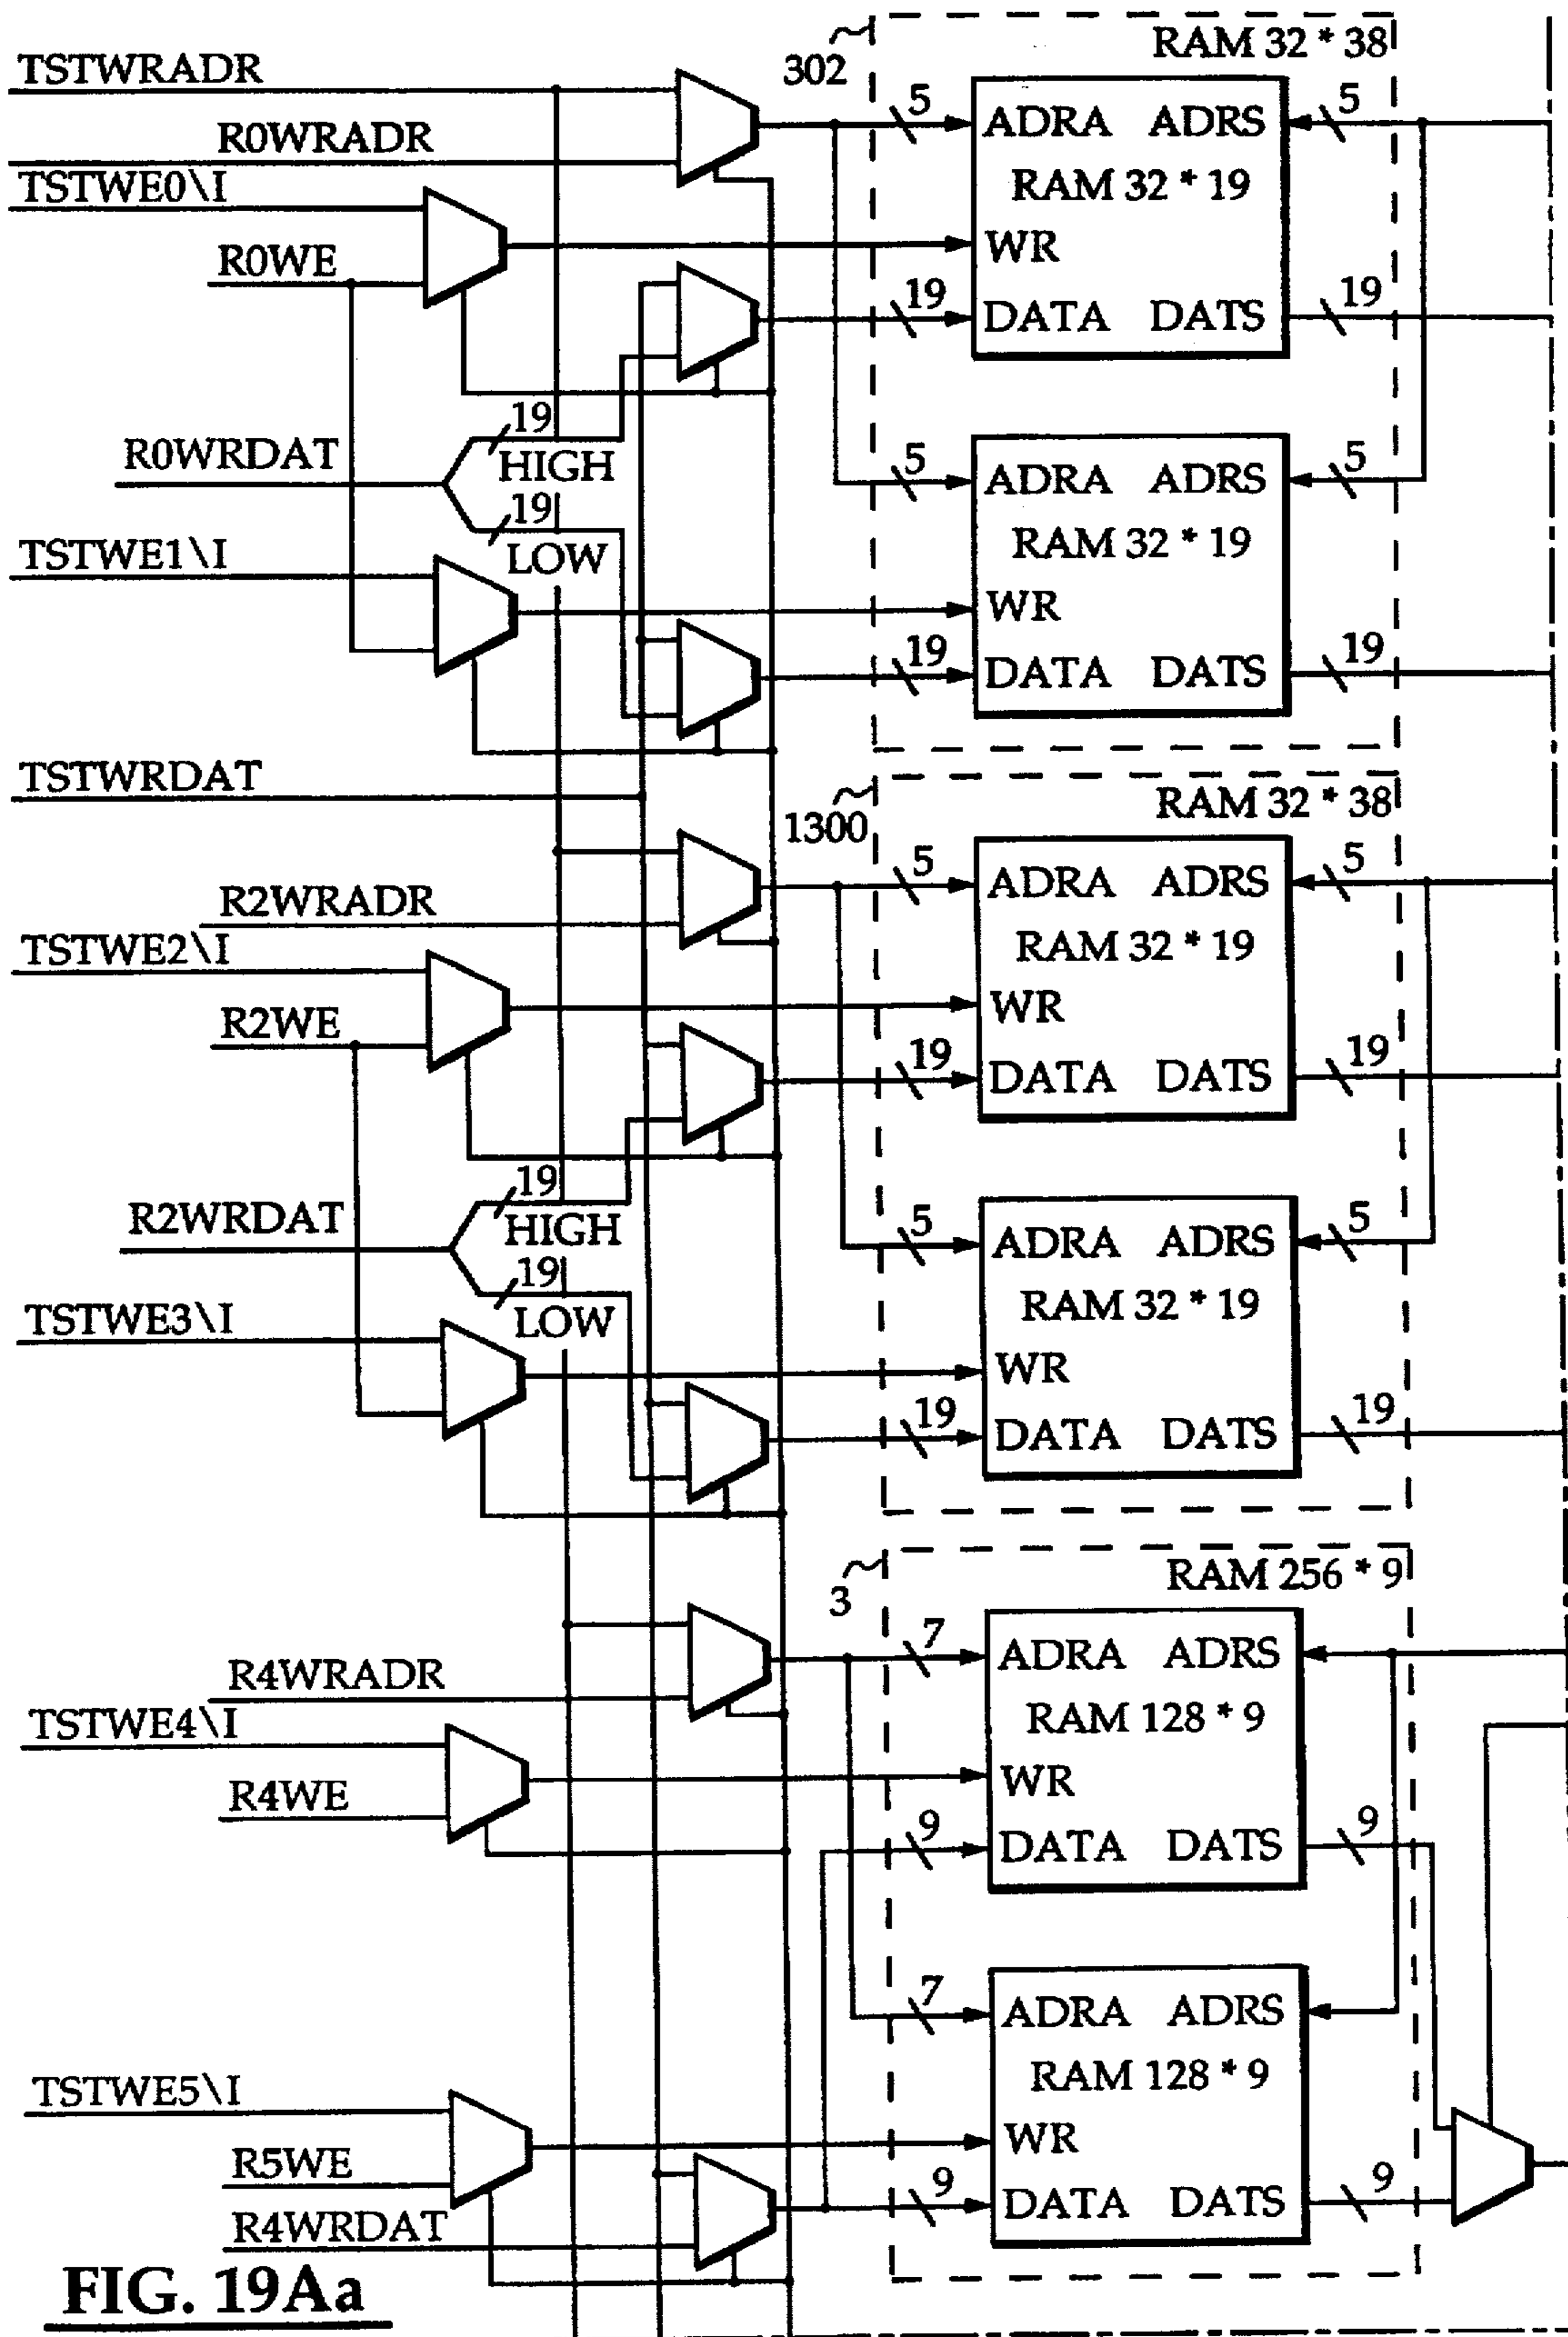 302
RAM 32 * 38
TSTWRADR
5
ADRA ADRS
5
R0WRADR
RAM 32 * 19
TSTWE0\I
R0WE
WR
19
DATA DATS
19
19
R0WRDAT
HIGH
5
ADRA ADRS
5
19
LOW
RAM 32 * 19
TSTWE1\I
WR
19
DATA DATS
19
TSTWRDAT
1300
RAM 32 * 38
5
ADRA ADRS
5
R2WRADR
RAM 32 * 19
TSTWE2\I
R2WE
WR
19
DATA DATS
19
19
R2WRDAT
HIGH
5
ADRA ADRS
5
19
LOW
RAM 32 * 19
TSTWE3\I
WR
19
DATA DATS
19
3
RAM 256 * 9
7
ADRA ADRS
R4WRADR
RAM 128 * 9
TSTWE4\I
R4WE
WR
9
DATA DATS
9
7
ADRA ADRS
RAM 128 * 9
TSTWE5\I
WR
R5WE
9
DATA DATS
9
R4WRDAT
FIG. 19Aa